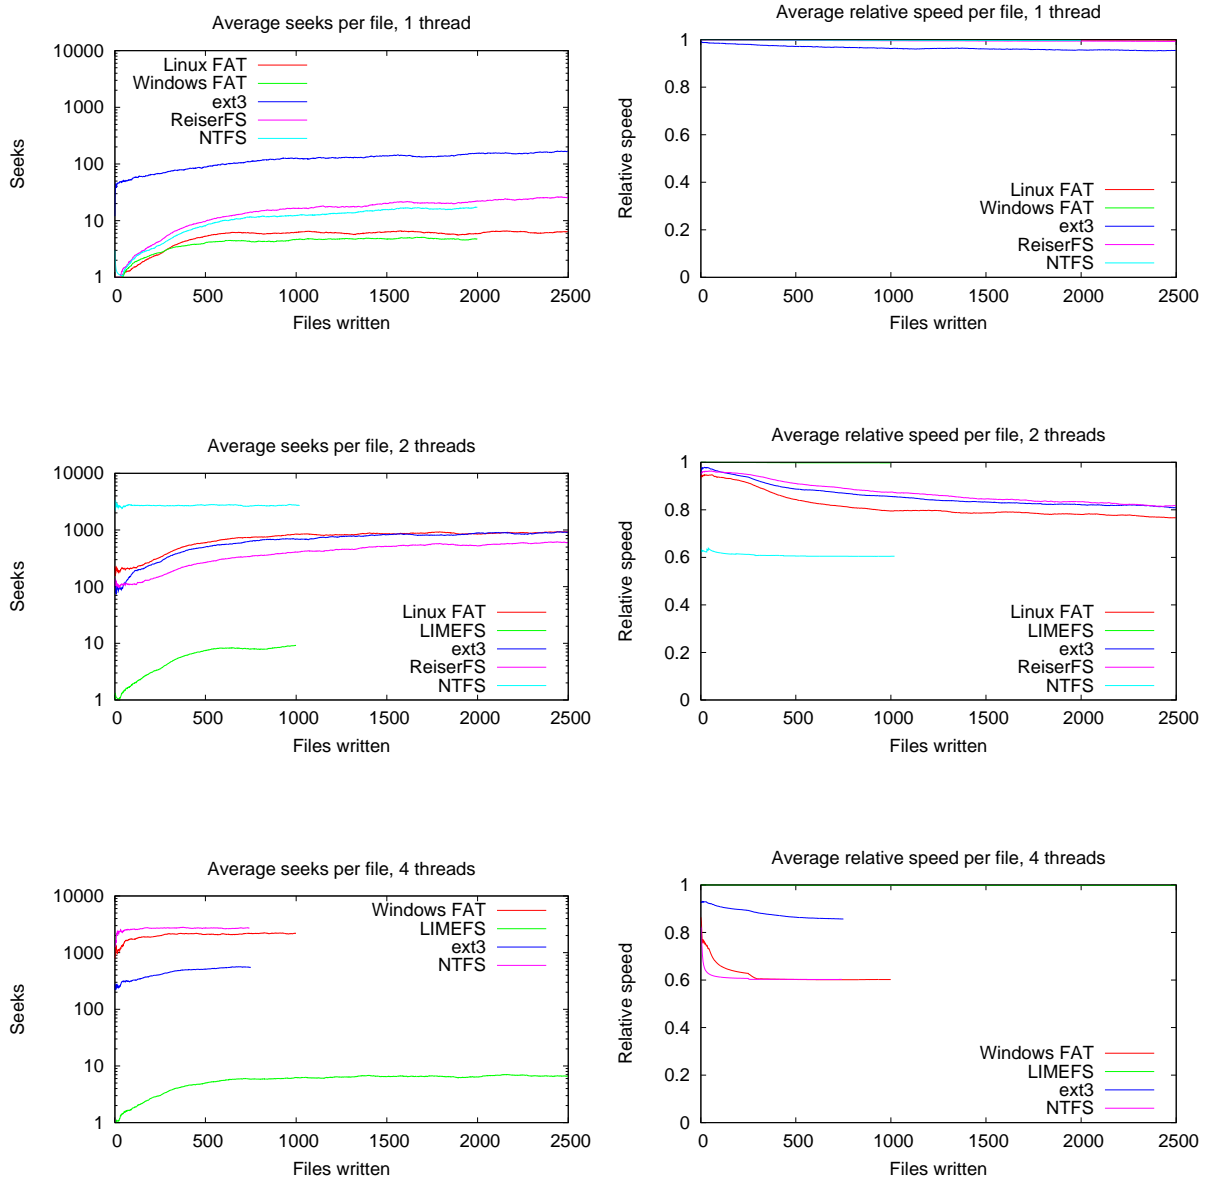 Average seeks per file, 1 thread
Seeks
10000
1000
100
10
1
Linux FAT
Windows FAT
ext3
ReiserFS
NTFS
0 500 1000 1500 2000 2500
Files written
Average relative speed per file, 1 thread
Relative speed
1
0.8
0.6
0.4
0.2
0
Linux FAT
Windows FAT
ext3
ReiserFS
NTFS
0 500 1000 1500 2000 2500
Files written
Average seeks per file, 2 threads
Seeks
10000
1000
100
10
1
Linux FAT
LIMEFS
ext3
ReiserFS
NTFS
0 500 1000 1500 2000 2500
Files written
Average relative speed per file, 2 threads
Relative speed
1
0.8
0.6
0.4
0.2
0
Linux FAT
LIMEFS
ext3
ReiserFS
NTFS
0 500 1000 1500 2000 2500
Files written
Average seeks per file, 4 threads
Seeks
10000
1000
100
10
1
Windows FAT
LIMEFS
ext3
NTFS
0 500 1000 1500 2000 2500
Files written
Average relative speed per file, 4 threads
Relative speed
1
0.8
0.6
0.4
0.2
0
Windows FAT
LIMEFS
ext3
NTFS
0 500 1000 1500 2000 2500
Files written